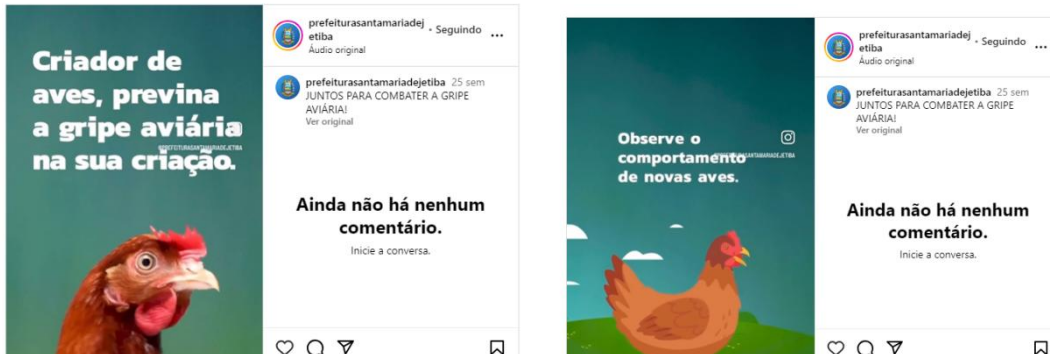 Criador de
aves, previna
a gripe aviária
na sua criação.
@PREFEITURASANTAMARIADEJETIBA
prefeiturasantamariadej
etiba • Seguindo ...
Áudio original
prefeiturasantamariadejetiba 25 sem
JUNTOS PARA COMBATER A GRIPE
AVIÁRIA!
Ver original
Ainda não há nenhum
comentário.
Inicie a conversa.
Observe o
comportamento
de novas aves.
@PREFEITURASANTAMARIADEJETIBA
prefeiturasantamariadej
etiba • Seguindo ...
Áudio original
prefeiturasantamariadejetiba 25 sem
JUNTOS PARA COMBATER A GRIPE
AVIÁRIA!
Ver original
Ainda não há nenhum
comentário.
Inicie a conversa.